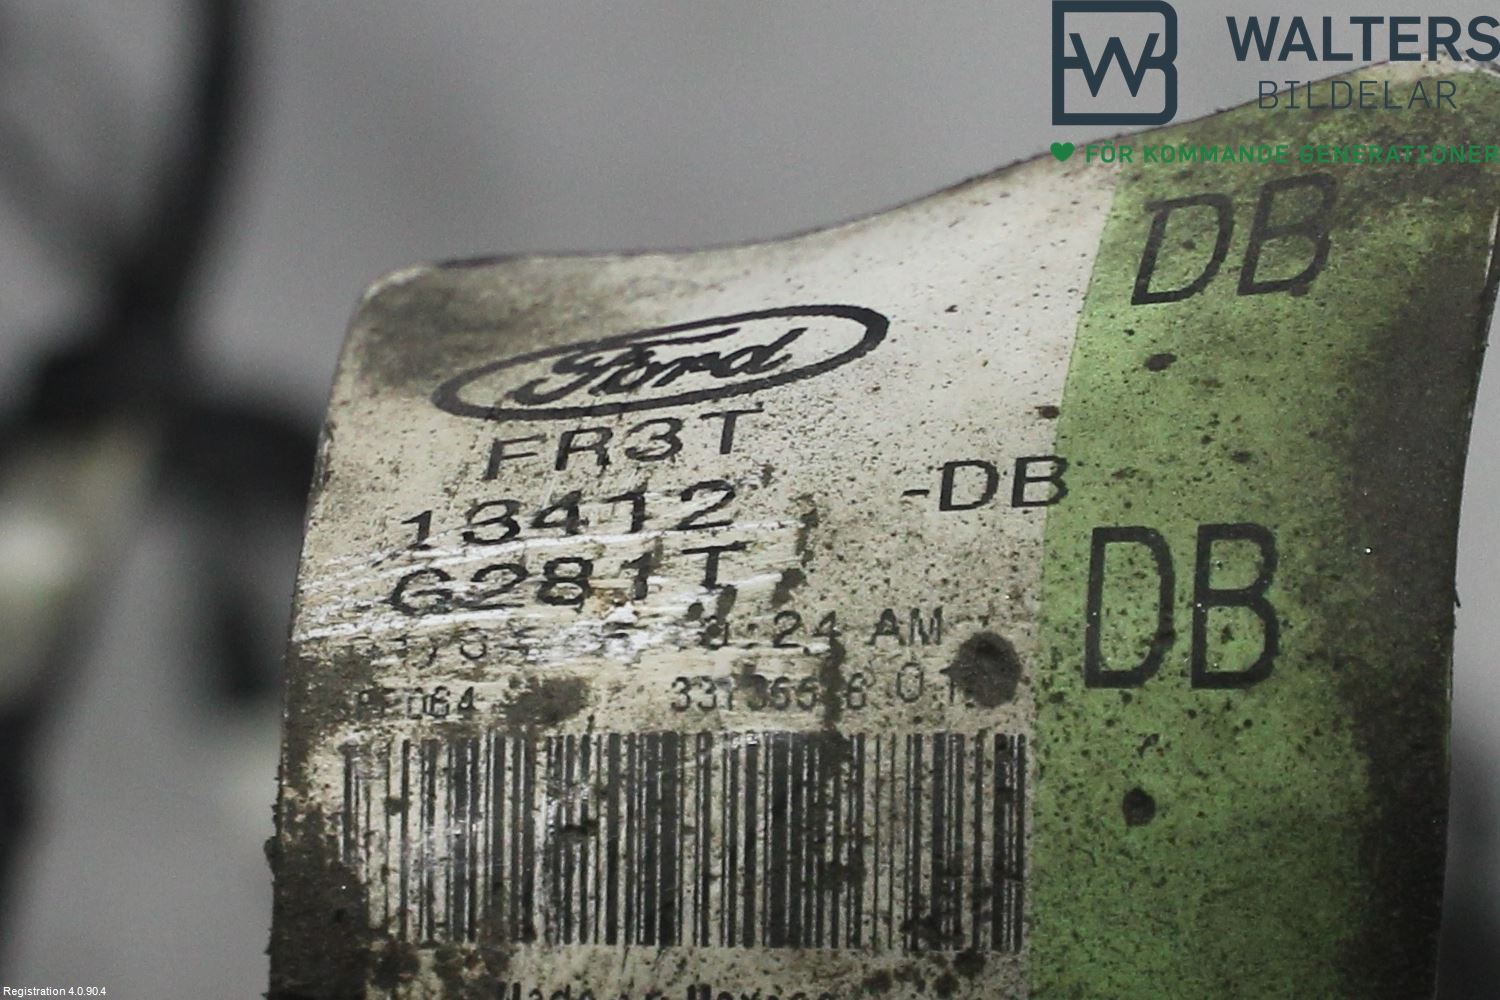 WALTERS
BILDELAR
FÖR KOMMANDE GENERATIONER
DB
Ford
FR3T
13412 -DB
G281T
DB
24 AM
Registration 4.0.90.4